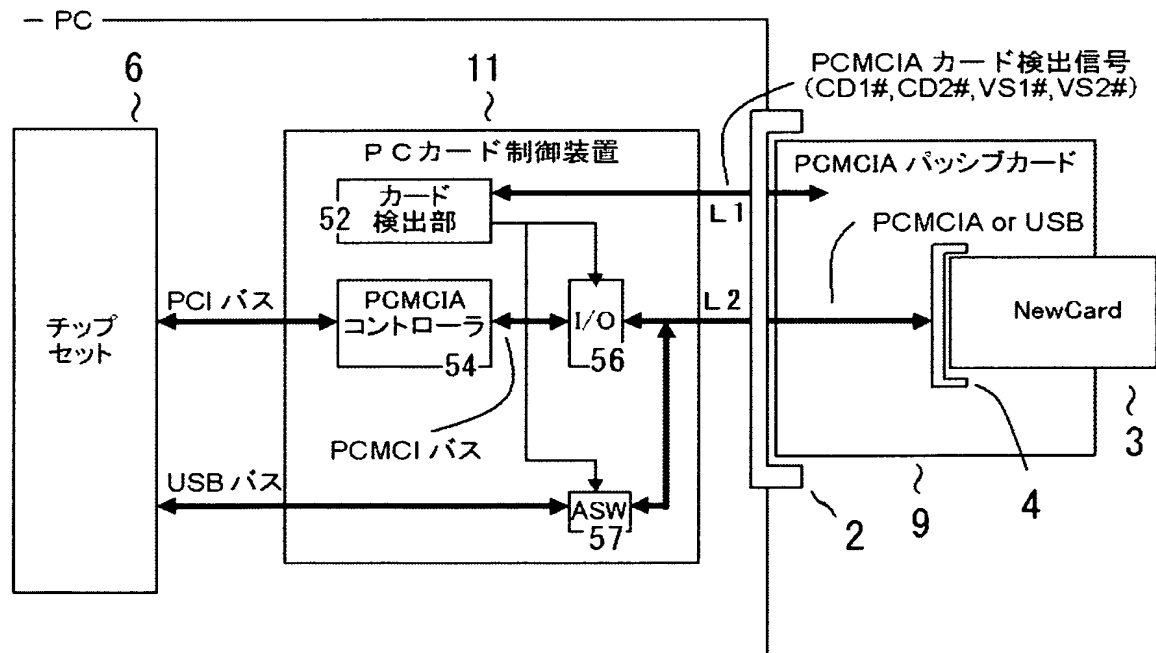 PC
6
11
PCMCIA カード検出信号
(CD1#,CD2#,VS1#,VS2#)
PCカード制御装置
PCMCIA パッシブカード
カード
検出部
52
L1
PCMCIA or USB
PCI バス
PCMCIA
コントローラ
54
I/O
56
L2
NewCard
チップ
セット
PCMCI バス
USB バス
ASW
57
2
9
4
3